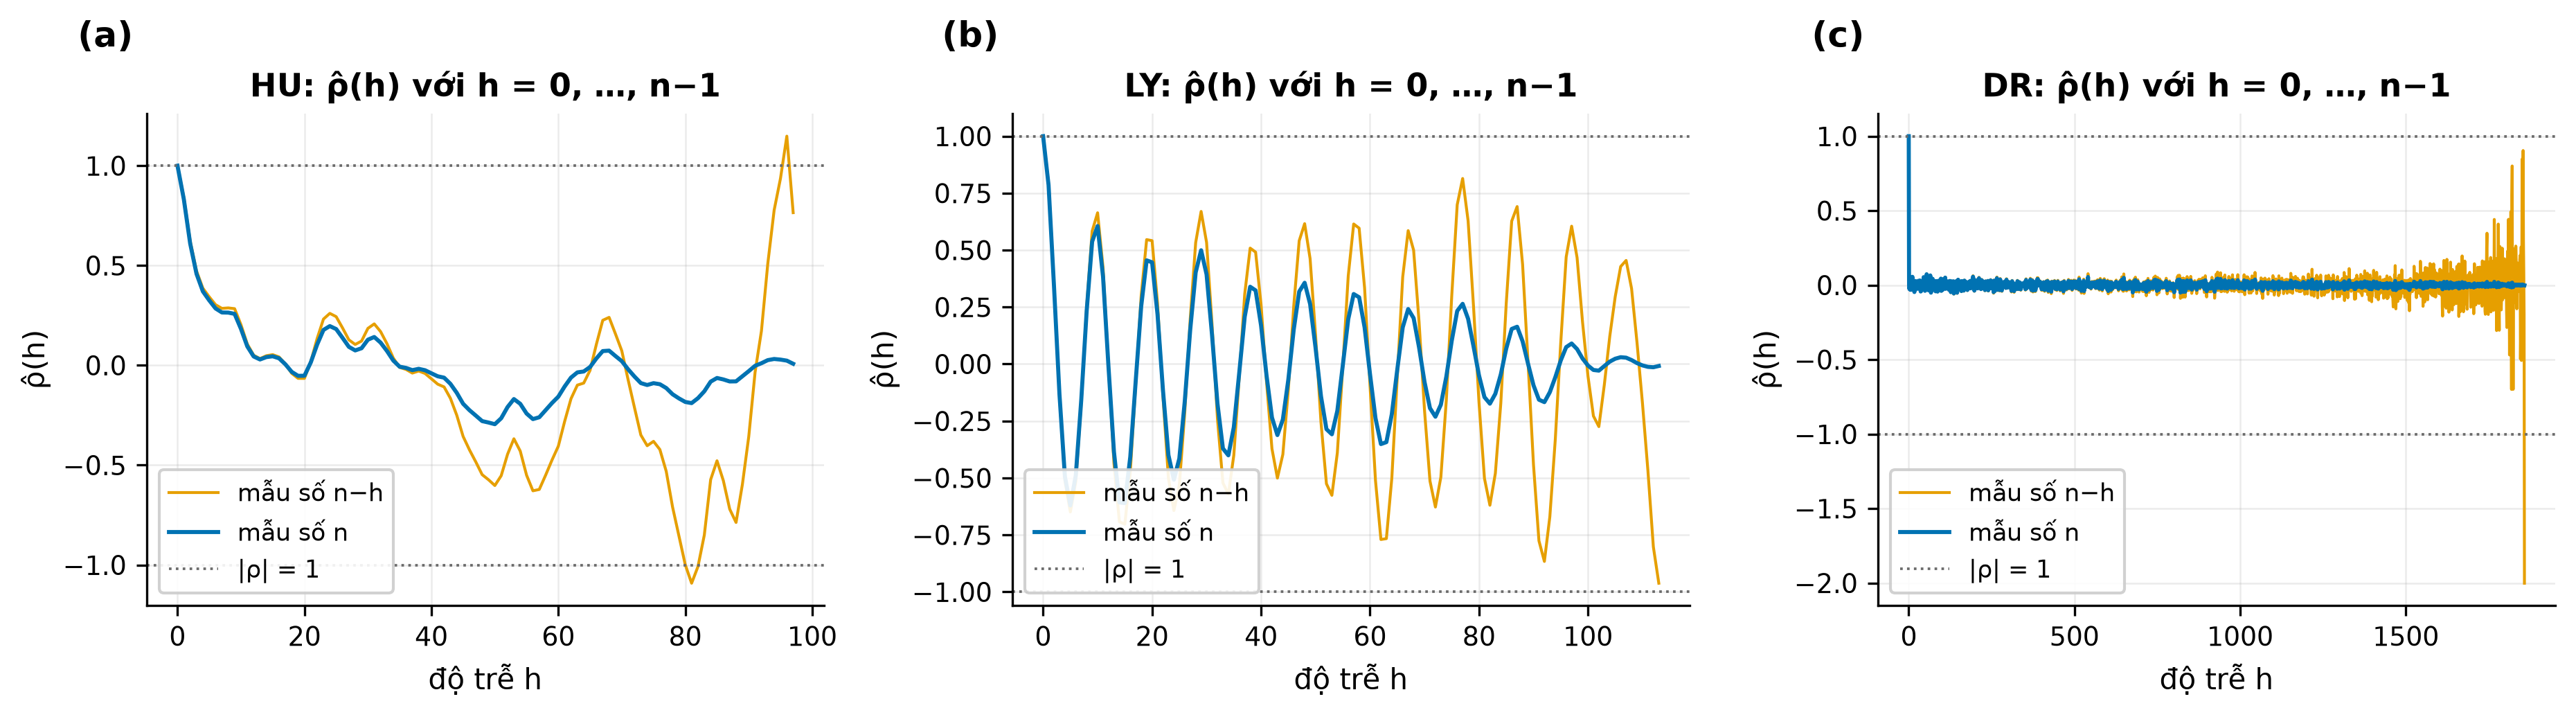 (a)
HU: ρ̂(h) với h = 0, …, n−1
1.0
0.5
0.0
−0.5
−1.0
ρ̂(h)
mẫu số n−h
mẫu số n
|ρ| = 1
0 20 40 60 80 100
độ trễ h
(b)
LY: ρ̂(h) với h = 0, …, n−1
1.00
0.75
0.50
0.25
0.00
−0.25
−0.50
−0.75
−1.00
ρ̂(h)
mẫu số n−h
mẫu số n
|ρ| = 1
0 20 40 60 80 100
độ trễ h
(c)
DR: ρ̂(h) với h = 0, …, n−1
1.0
0.5
0.0
−0.5
−1.0
−1.5
−2.0
ρ̂(h)
mẫu số n−h
mẫu số n
|ρ| = 1
0 500 1000 1500
độ trễ h